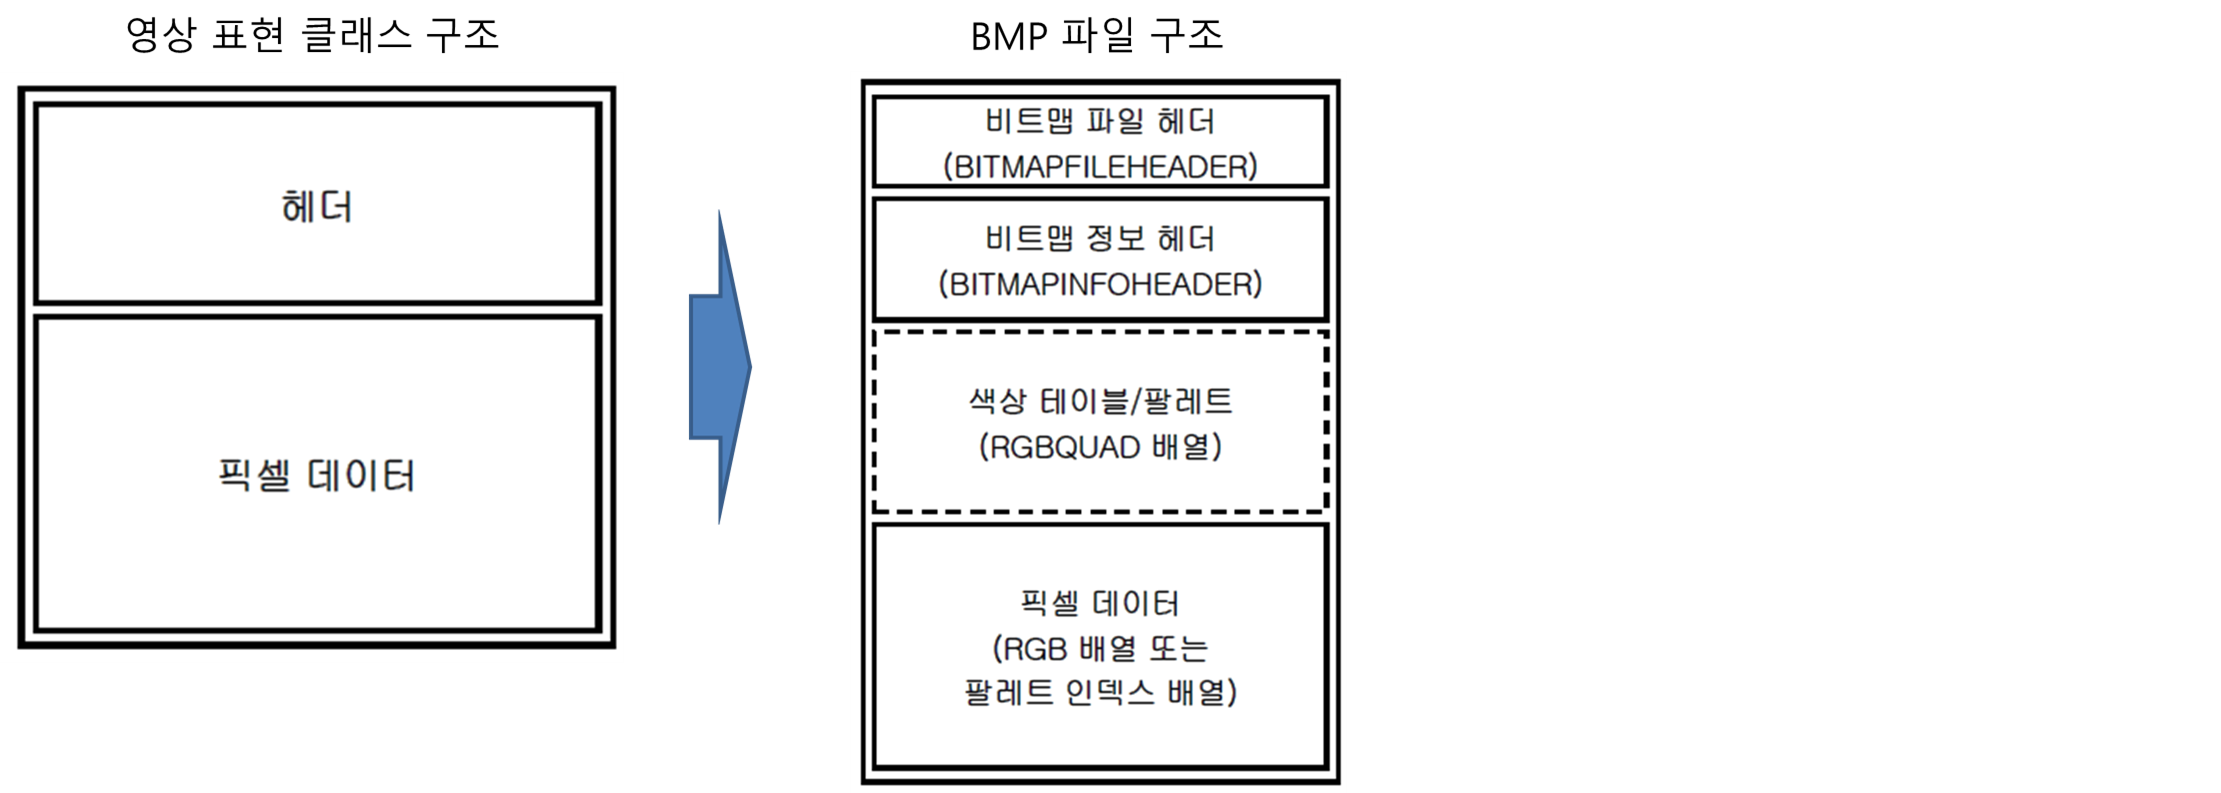 영상 표현 클래스 구조
헤더
픽셀 데이터
BMP 파일 구조
비트맵 파일 헤더
(BITMAPFILEHEADER)
비트맵 정보 헤더
(BITMAPINFOHEADER)
색상 테이블/팔레트
(RGBQUAD 배열)
픽셀 데이터
(RGB 배열 또는
팔레트 인덱스 배열)